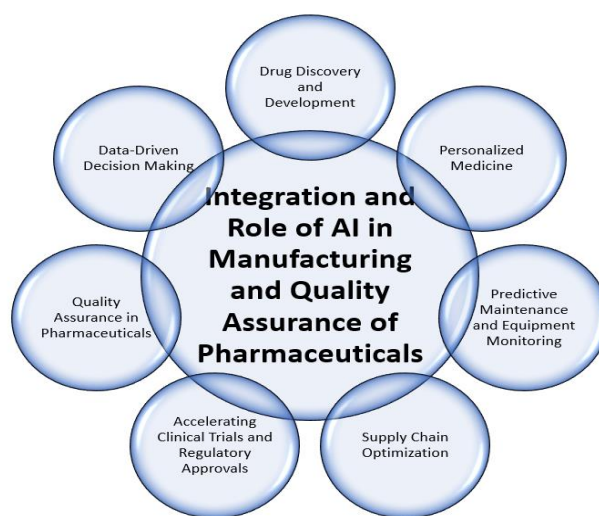 Drug Discovery
and
Development
Data-Driven
Decision Making
Personalized
Medicine
Integration and
Role of AI in
Manufacturing
and Quality
Assurance of
Pharmaceuticals
Quality
Assurance in
Pharmaceuticals
Predictive
Maintenance
and Equipment
Monitoring
Accelerating
Clinical Trials and
Regulatory
Approvals
Supply Chain
Optimization